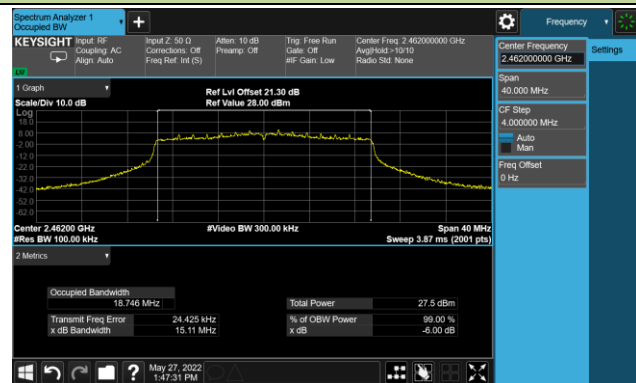 Spectrum Analyzer 1
Occupied BW
Frequency
KEYSIGHT
Input: RF
Coupling: AC
Align: Auto
Input Z: 50 Ω
Corrections: Off
Freq Ref: Int (S)
Atten: 10 dB
Preamp: Off
Trig: Free Run
Gate: Off
#IF Gain: Low
Center Freq: 2.462000000 GHz
Avg|Hold:>10/10
Radio Std: None
Center Frequency
2.462000000 GHz
Settings
Span
40.000 MHz
CF Step
4.000000 MHz
Auto
Man
Freq Offset
0 Hz
1 Graph
Scale/Div 10.0 dB
Ref Lvl Offset 21.30 dB
Ref Value 28.00 dBm
Log
18.0
8.00
-2.00
-12.0
-22.0
-32.0
-42.0
-52.0
-62.0
Center 2.46200 GHz
#Res BW 100.00 kHz
#Video BW 300.00 kHz
Span 40 MHz
Sweep 3.87 ms (2001 pts)
2 Metrics
Occupied Bandwidth
18.746 MHz
Total Power 27.5 dBm
Transmit Freq Error 24.425 kHz
% of OBW Power 99.00 %
x dB Bandwidth 15.11 MHz
x dB -6.00 dB
May 27, 2022
1:47:31 PM